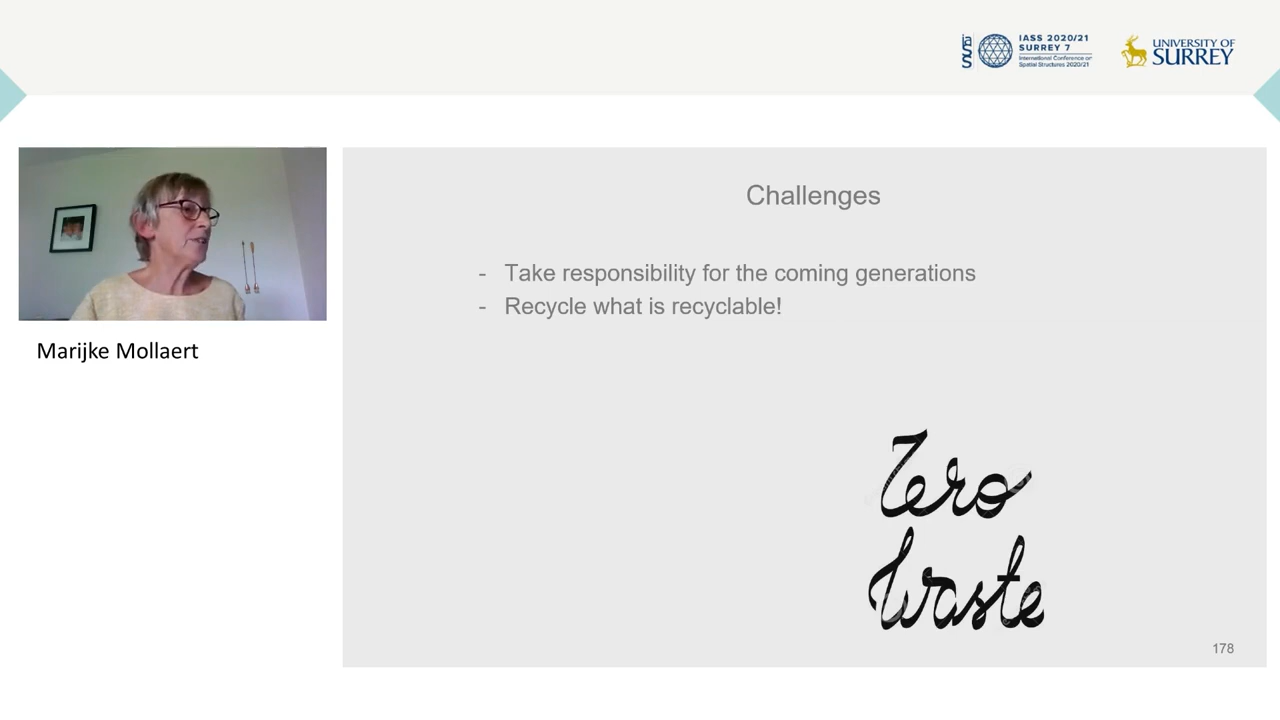 IASS
IASS 2020/21
SURREY 7
International Conference on
Spatial Structures 2020/21
UNIVERSITY OF
SURREY
Marijke Mollaert
Challenges
- Take responsibility for the coming generations
- Recycle what is recyclable!
Zero
Waste
178